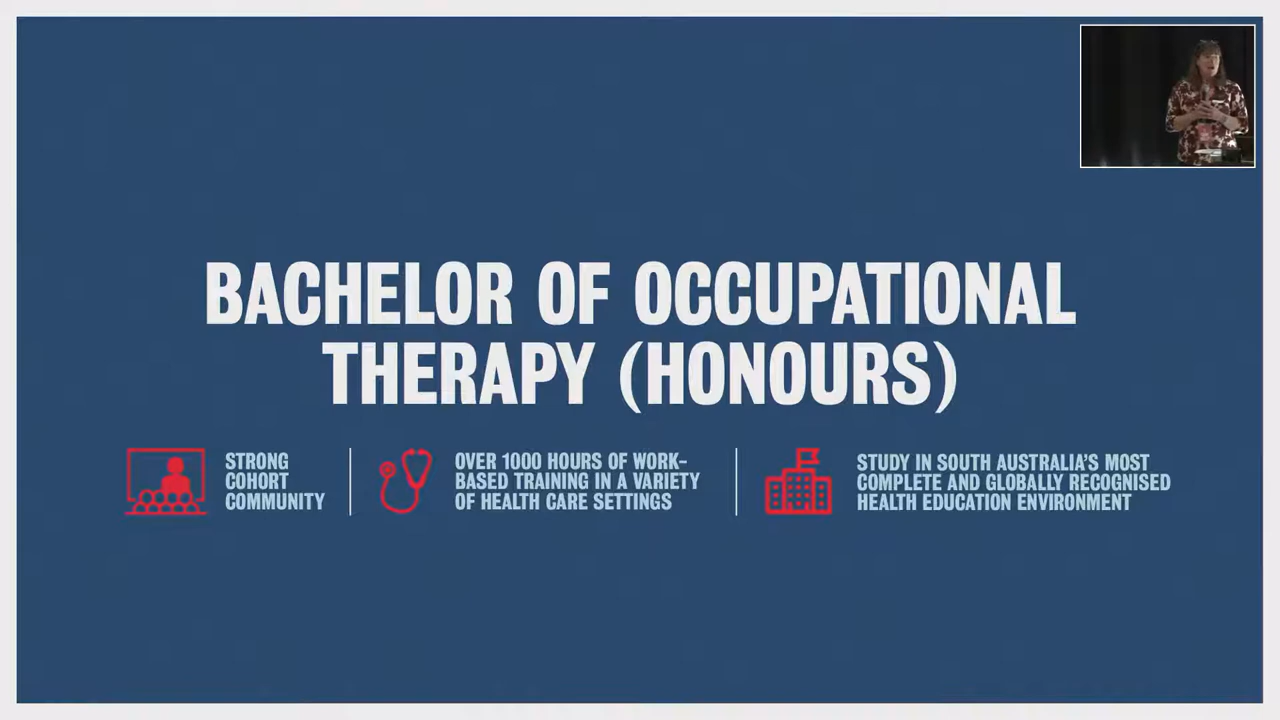 BACHELOR OF OCCUPATIONAL
THERAPY (HONOURS)
STRONG
COHORT
COMMUNITY
OVER 1000 HOURS OF WORK-
BASED TRAINING IN A VARIETY
OF HEALTH CARE SETTINGS
STUDY IN SOUTH AUSTRALIA'S MOST
COMPLETE AND GLOBALLY RECOGNISED
HEALTH EDUCATION ENVIRONMENT